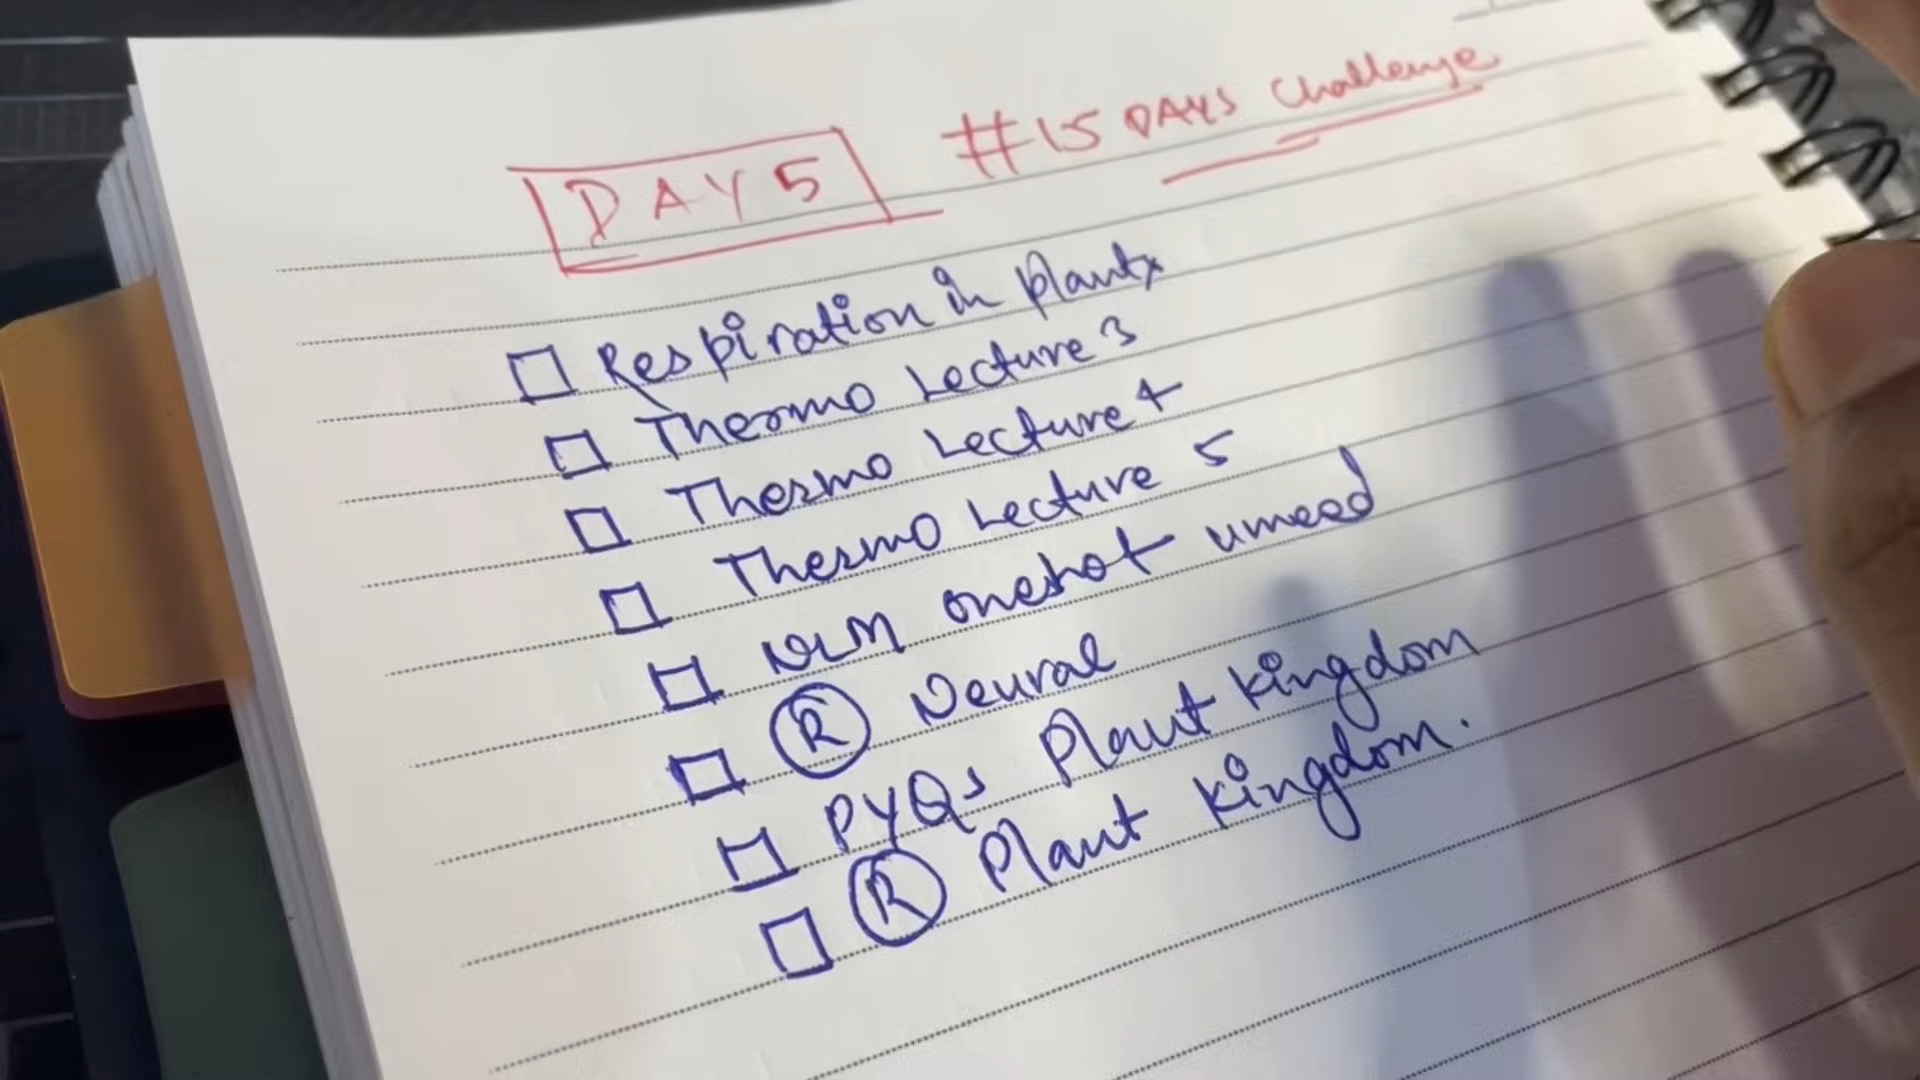 DAY 5 #15 DAYS Challenge
Respiration in plants
Thermo Lecture 3
Thermo Lecture 4
Thermo Lecture 5
NLM oneshot umeed
R Neural
PYQs Plant Kingdom
R Plant Kingdom.